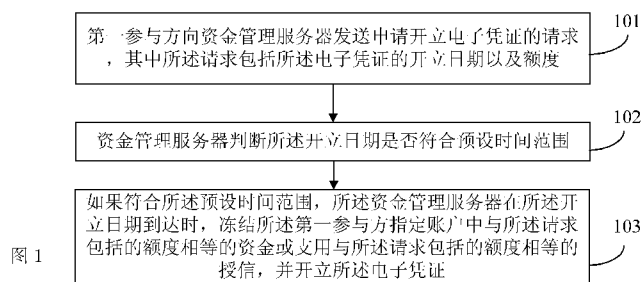 第一参与方向资金管理服务器发送申请开立电子凭证的请求
，其中所述请求包括所述电子凭证的开立日期以及额度
101
资金管理服务器判断所述开立日期是否符合预设时间范围
102
如果符合所述预设时间范围，所述资金管理服务器在所述开
立日期到达时，冻结所述第一参与方指定账户中与所述请求
包括的额度相等的资金或支用与所述请求包括的额度相等的
授信，并开立所述电子凭证
103
图 1